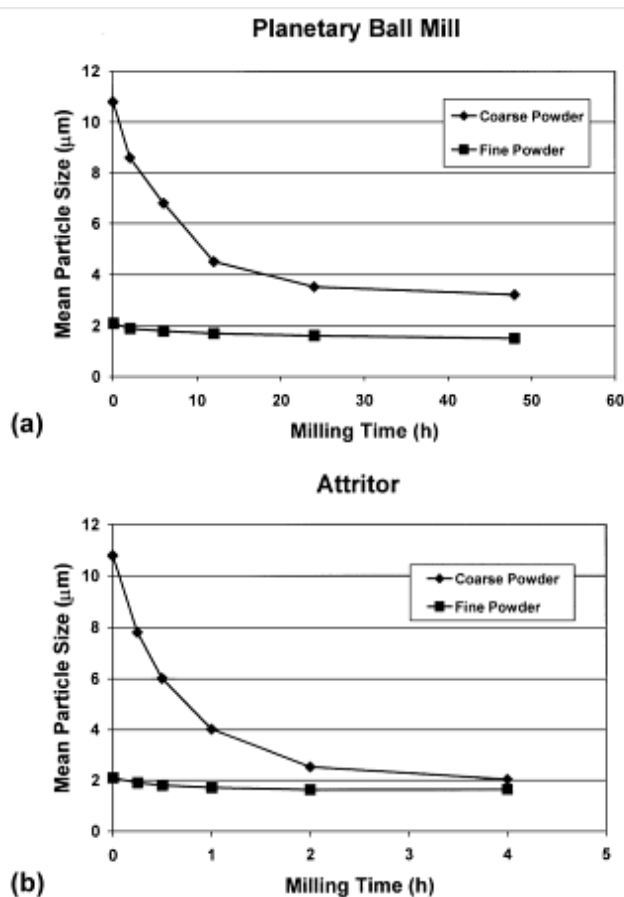 Planetary Ball Mill
12
10
8
6
4
2
0
Mean Particle Size (μm)
Coarse Powder
Fine Powder
0 10 20 30 40 50 60
Milling Time (h)
(a)
Attritor
12
10
8
6
4
2
0
Mean Particle Size (μm)
Coarse Powder
Fine Powder
0 1 2 3 4 5
Milling Time (h)
(b)